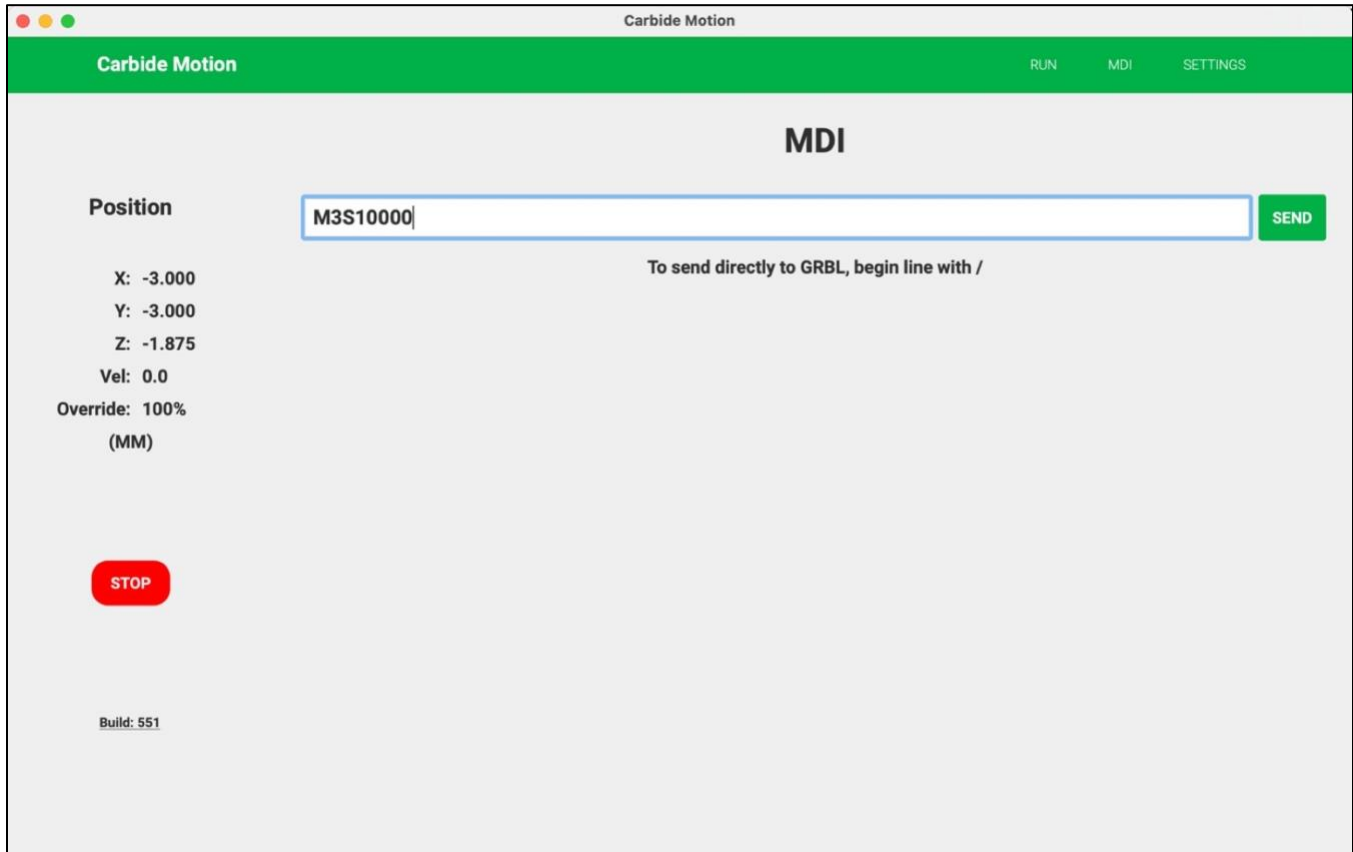 Carbide Motion
Carbide Motion RUN MDI SETTINGS
MDI
Position
M3S10000 SEND
To send directly to GRBL, begin line with /
X: -3.000
Y: -3.000
Z: -1.875
Vel: 0.0
Override: 100%
(MM)
STOP
Build: 551